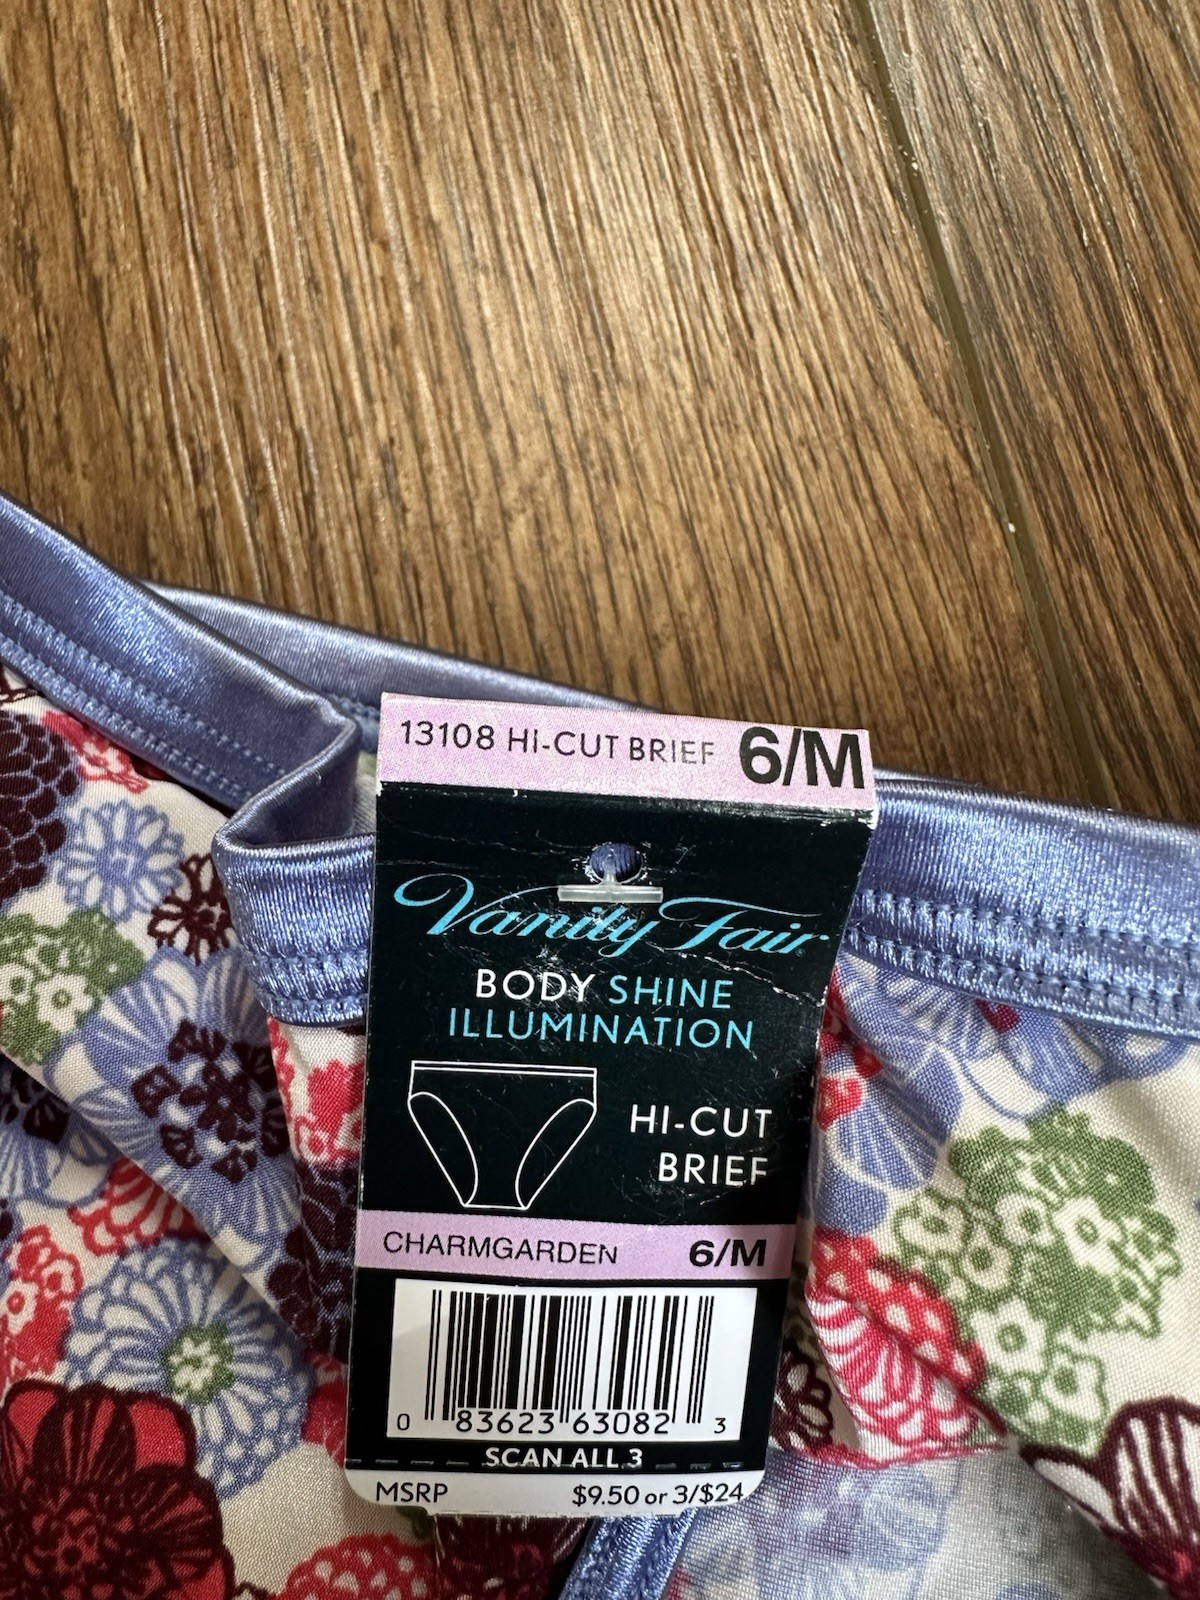 13108 HI-CUT BRIEF 6/M
Vanity Fair
BODY SHINE
ILLUMINATION
HI-CUT
BRIEF
CHARMGARDEN 6/M
0 83623 63082 3
SCAN ALL 3
MSRP $9.50 or 3/$24